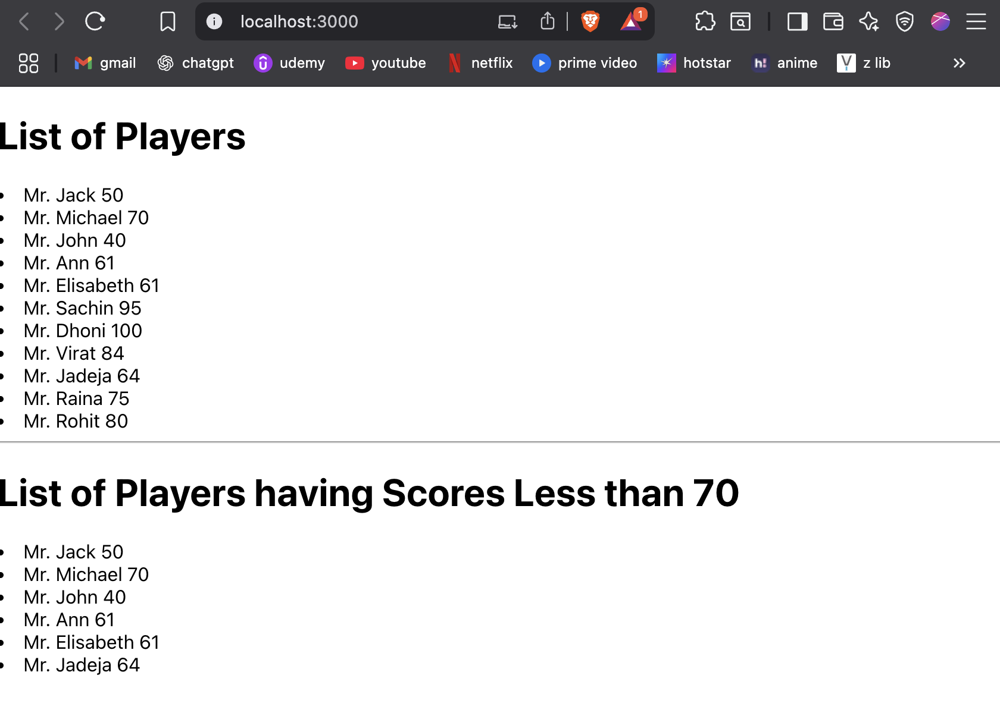 localhost:3000
1
gmail
chatgpt
udemy
youtube
netflix
prime video
h! anime
hotstar
z lib
List of Players
Mr. Jack 50
Mr. Michael 70
Mr. John 40
Mr. Ann 61
Mr. Elisabeth 61
Mr. Sachin 95
Mr. Dhoni 100
Mr. Virat 84
Mr. Jadeja 64
Mr. Raina 75
Mr. Rohit 80
List of Players having Scores Less than 70
Mr. Jack 50
Mr. Michael 70
Mr. John 40
Mr. Ann 61
Mr. Elisabeth 61
Mr. Jadeja 64